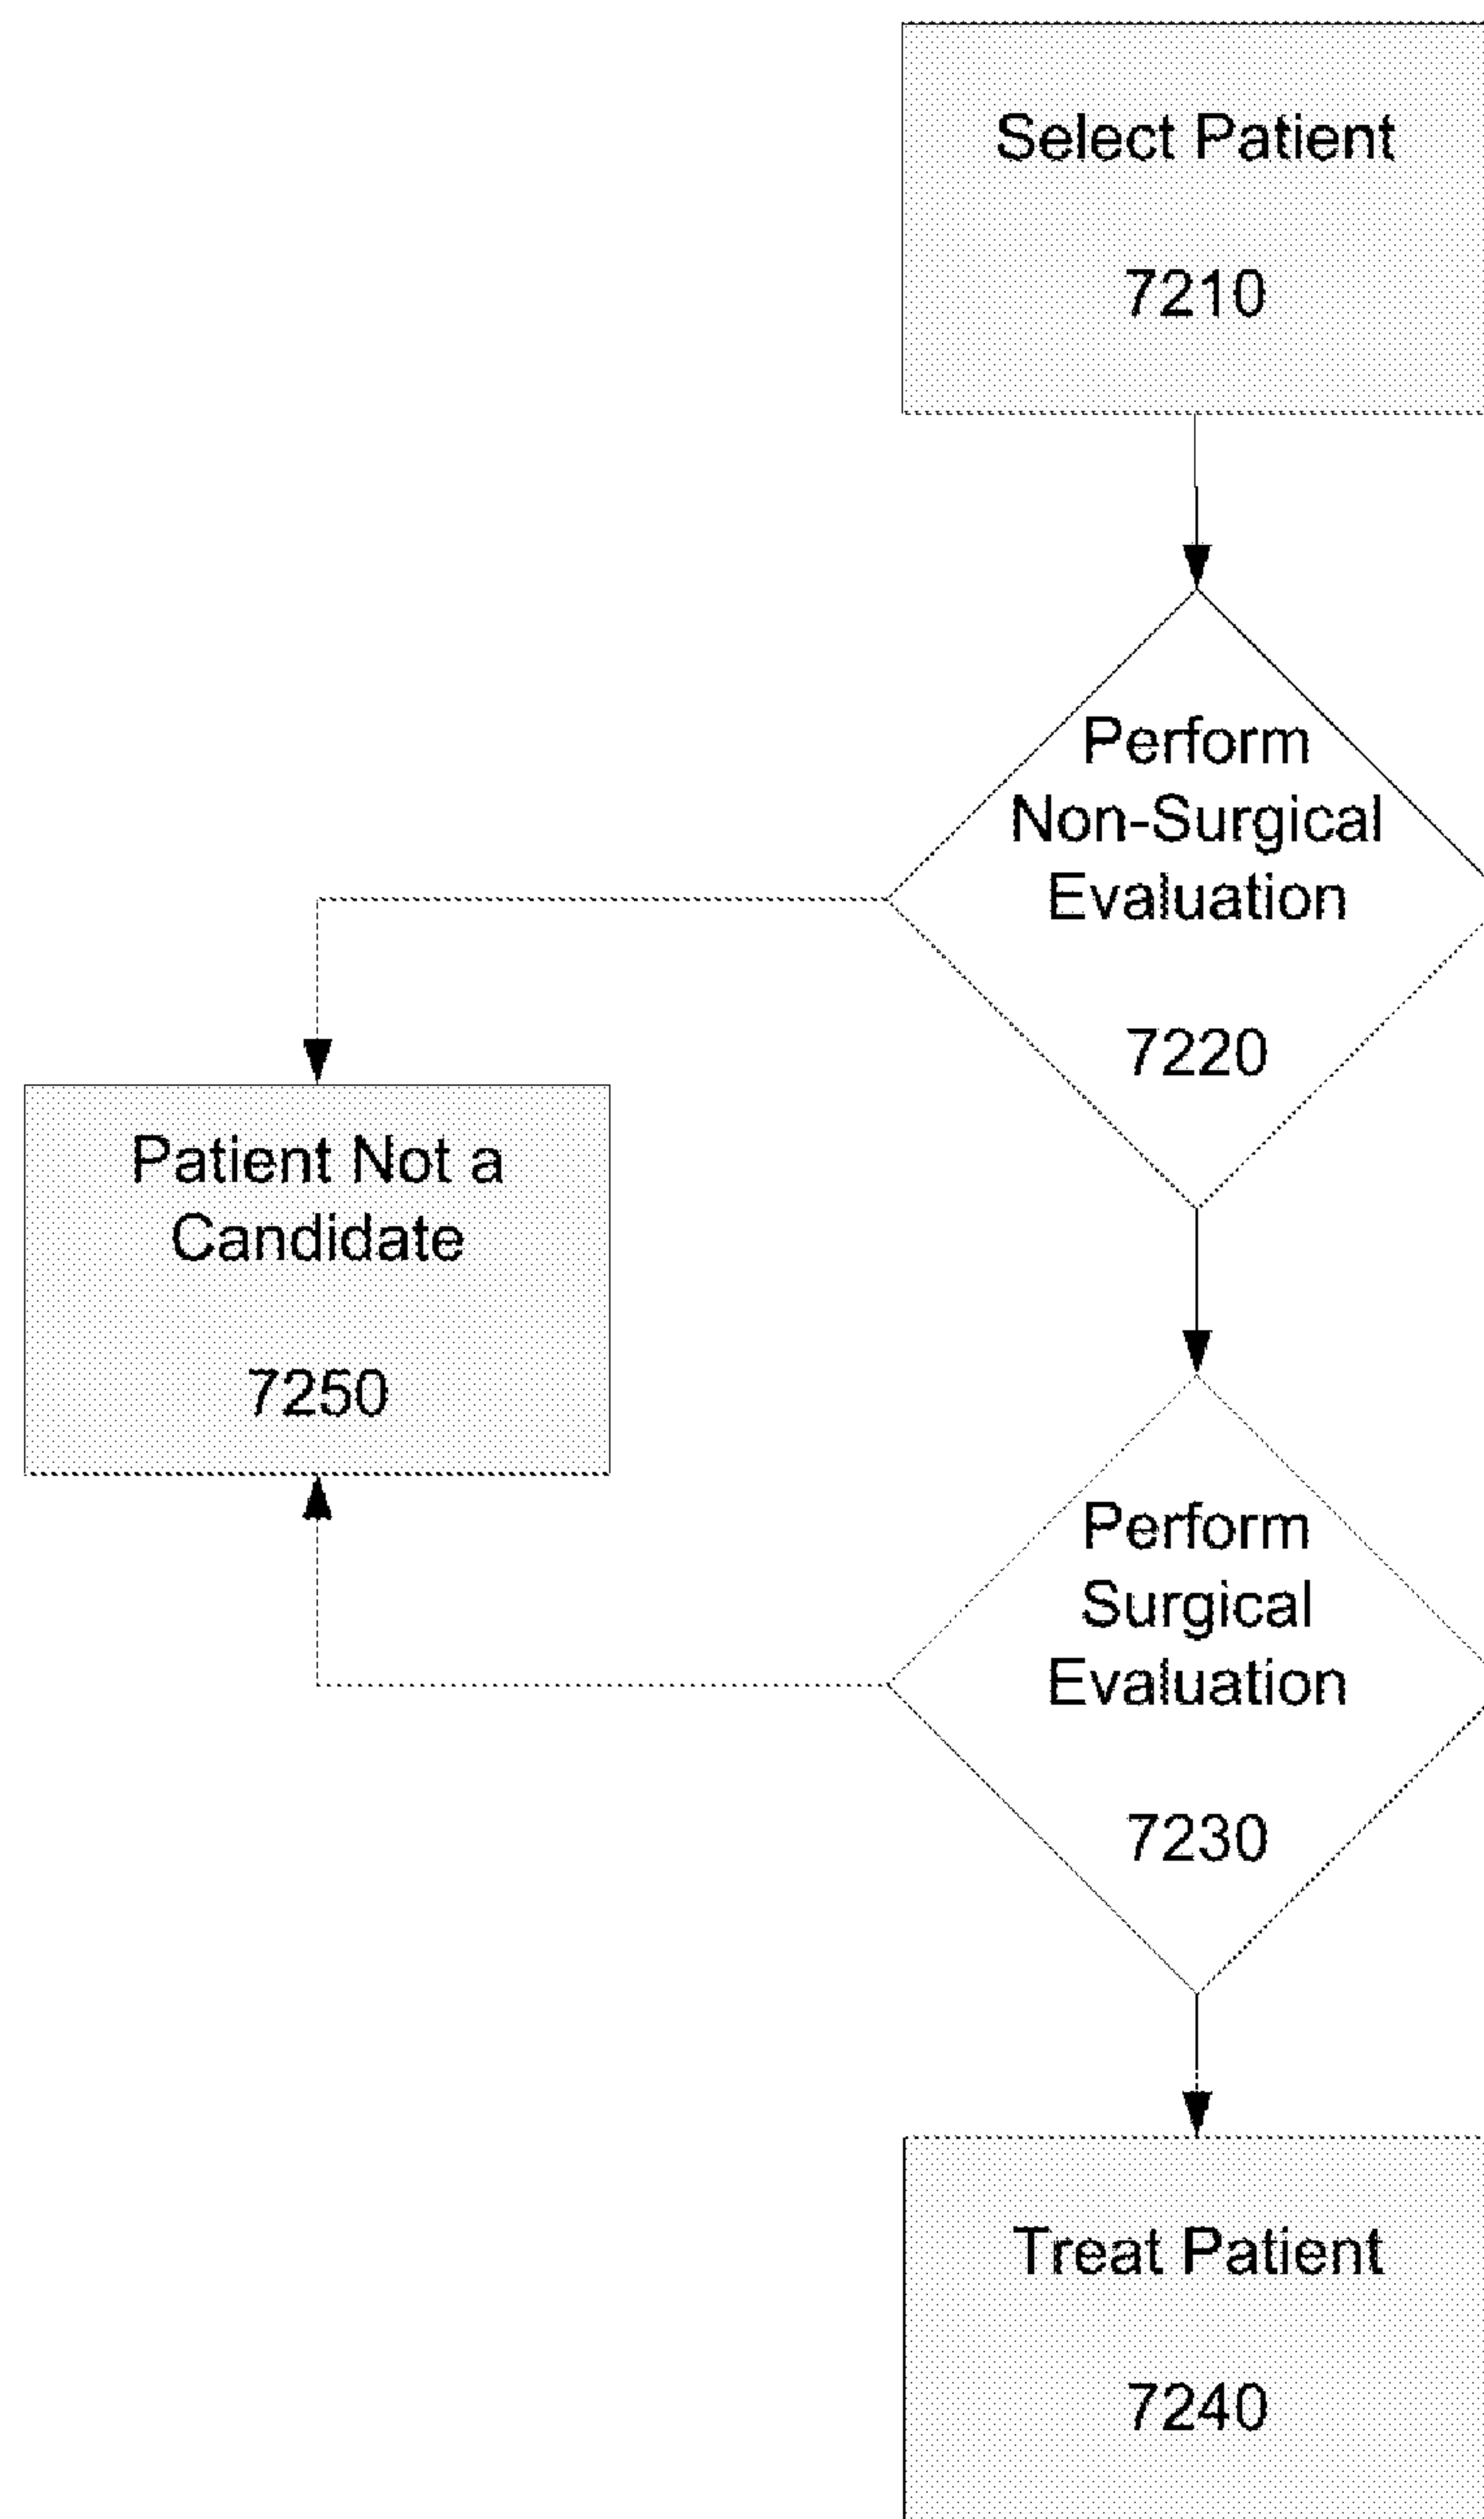 Select Patient
7210
Perform
Non-Surgical
Evaluation
7220
Patient Not a
Candidate
7250
Perform
Surgical
Evaluation
7230
Treat Patient
7240